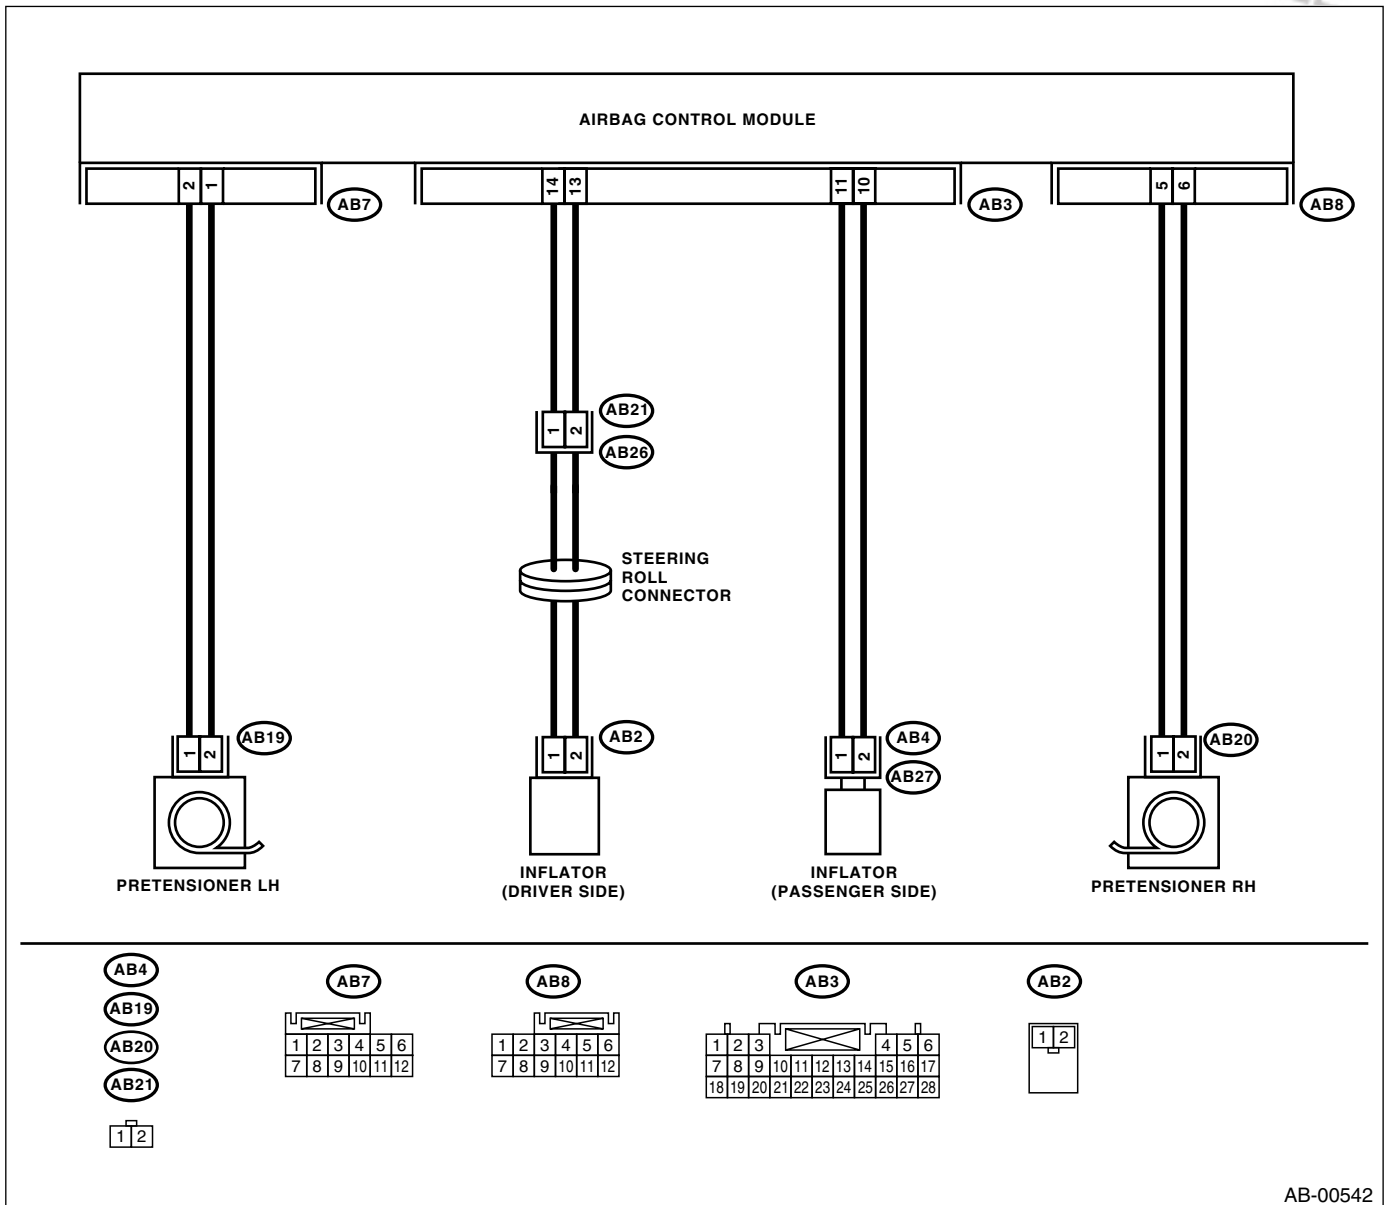 AIRBAG CONTROL MODULE
2 1
14 13
11 10
5 6
AB7
AB3
AB8
AB21
1 2
AB26
STEERING
ROLL
CONNECTOR
AB19
AB2
AB4
AB20
1 2
1 2
1 2
1 2
AB27
PRETENSIONER LH
INFLATOR
(DRIVER SIDE)
INFLATOR
(PASSENGER SIDE)
PRETENSIONER RH
AB4
AB19
AB20
AB21
1 2
AB7
1 2 3 4 5 6
7 8 9 10 11 12
AB8
1 2 3 4 5 6
7 8 9 10 11 12
AB3
1 2 3 4 5 6
7 8 9 10 11 12 13 14 15 16 17
18 19 20 21 22 23 24 25 26 27 28
AB2
1 2
AB-00542